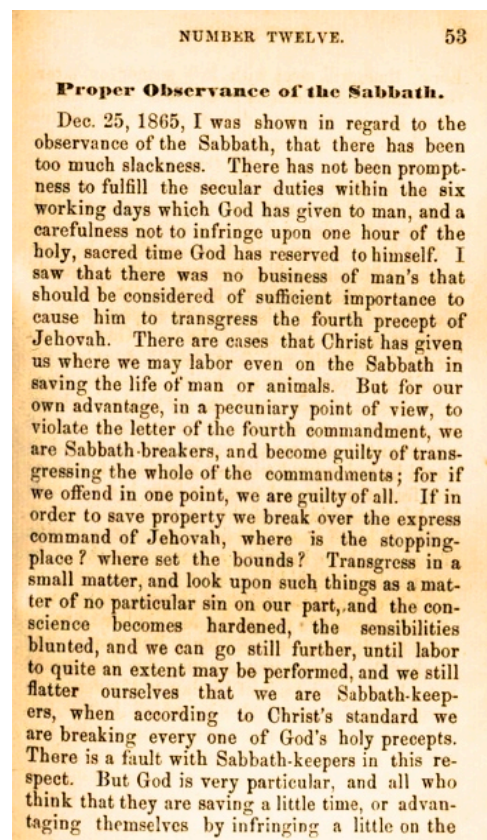 NUMBER TWELVE. 53
Proper Observance of the Sabbath.
Dec. 25, 1865, I was shown in regard to the
observance of the Sabbath, that there has been
too much slackness. There has not been prompt-
ness to fulfill the secular duties within the six
working days which God has given to man, and a
carefulness not to infringe upon one hour of the
holy, sacred time God has reserved to himself. I
saw that there was no business of man's that
should be considered of sufficient importance to
cause him to transgress the fourth precept of
Jehovah. There are cases that Christ has given
us where we may labor even on the Sabbath in
saving the life of man or animals. But for our
own advantage, in a pecuniary point of view, to
violate the letter of the fourth commandment, we
are Sabbath-breakers, and become guilty of trans-
gressing the whole of the commandments; for if
we offend in one point, we are guilty of all. If in
order to save property we break over the express
command of Jehovah, where is the stopping-
place? where set the bounds? Transgress in a
small matter, and look upon such things as a mat-
ter of no particular sin on our part, and the con-
science becomes hardened, the sensibilities
blunted, and we can go still further, until labor
to quite an extent may be performed, and we still
flatter ourselves that we are Sabbath-keep-
ers, when according to Christ's standard we
are breaking every one of God's holy precepts.
There is a fault with Sabbath-keepers in this re-
spect. But God is very particular, and all who
think that they are saving a little time, or advan-
taging themselves by infringing a little on the